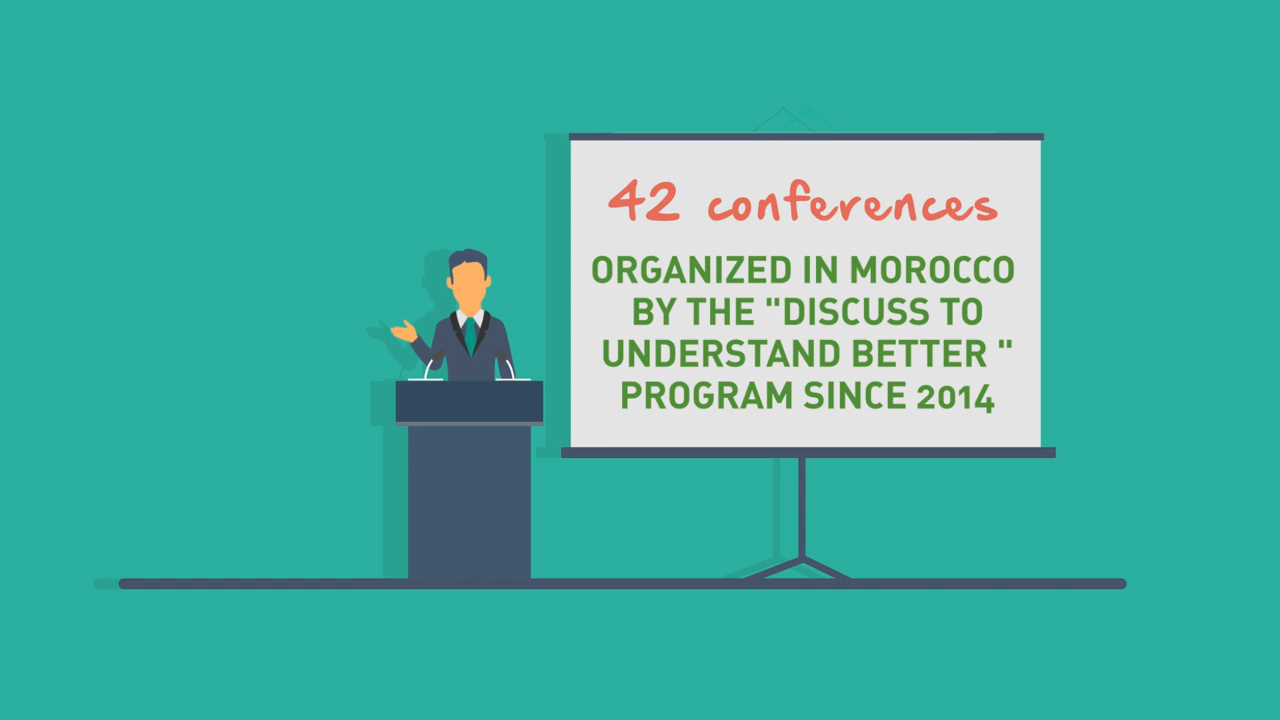 42 conferences
ORGANIZED IN MOROCCO
BY THE "DISCUSS TO
UNDERSTAND BETTER "
PROGRAM SINCE 2014